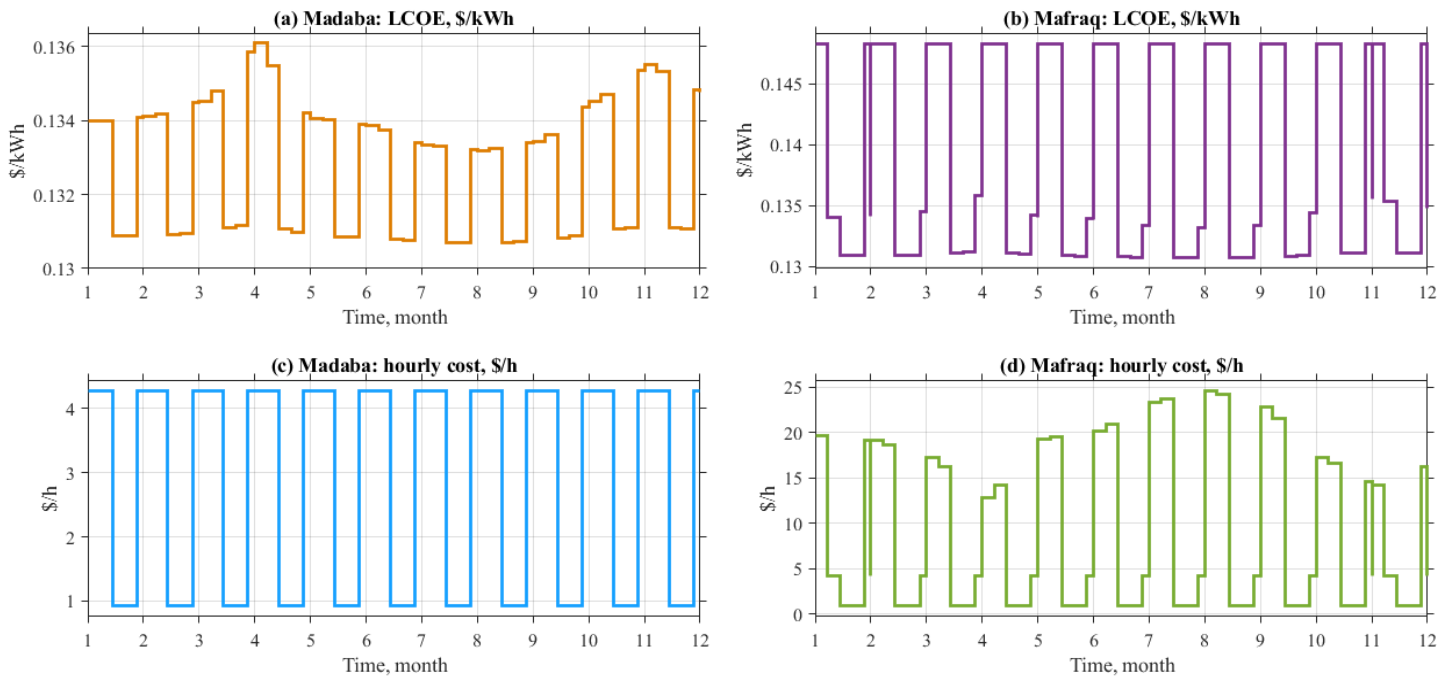 (a) Madaba: LCOE, $/kWh
0.136
0.134
0.132
0.13
$/kWh
1 2 3 4 5 6 7 8 9 10 11 12
Time, month
(b) Mafraq: LCOE, $/kWh
0.145
0.14
0.135
0.13
$/kWh
1 2 3 4 5 6 7 8 9 10 11 12
Time, month
(c) Madaba: hourly cost, $/h
4
3
2
1
$/h
1 2 3 4 5 6 7 8 9 10 11 12
Time, month
(d) Mafraq: hourly cost, $/h
25
20
15
10
5
0
$/h
1 2 3 4 5 6 7 8 9 10 11 12
Time, month